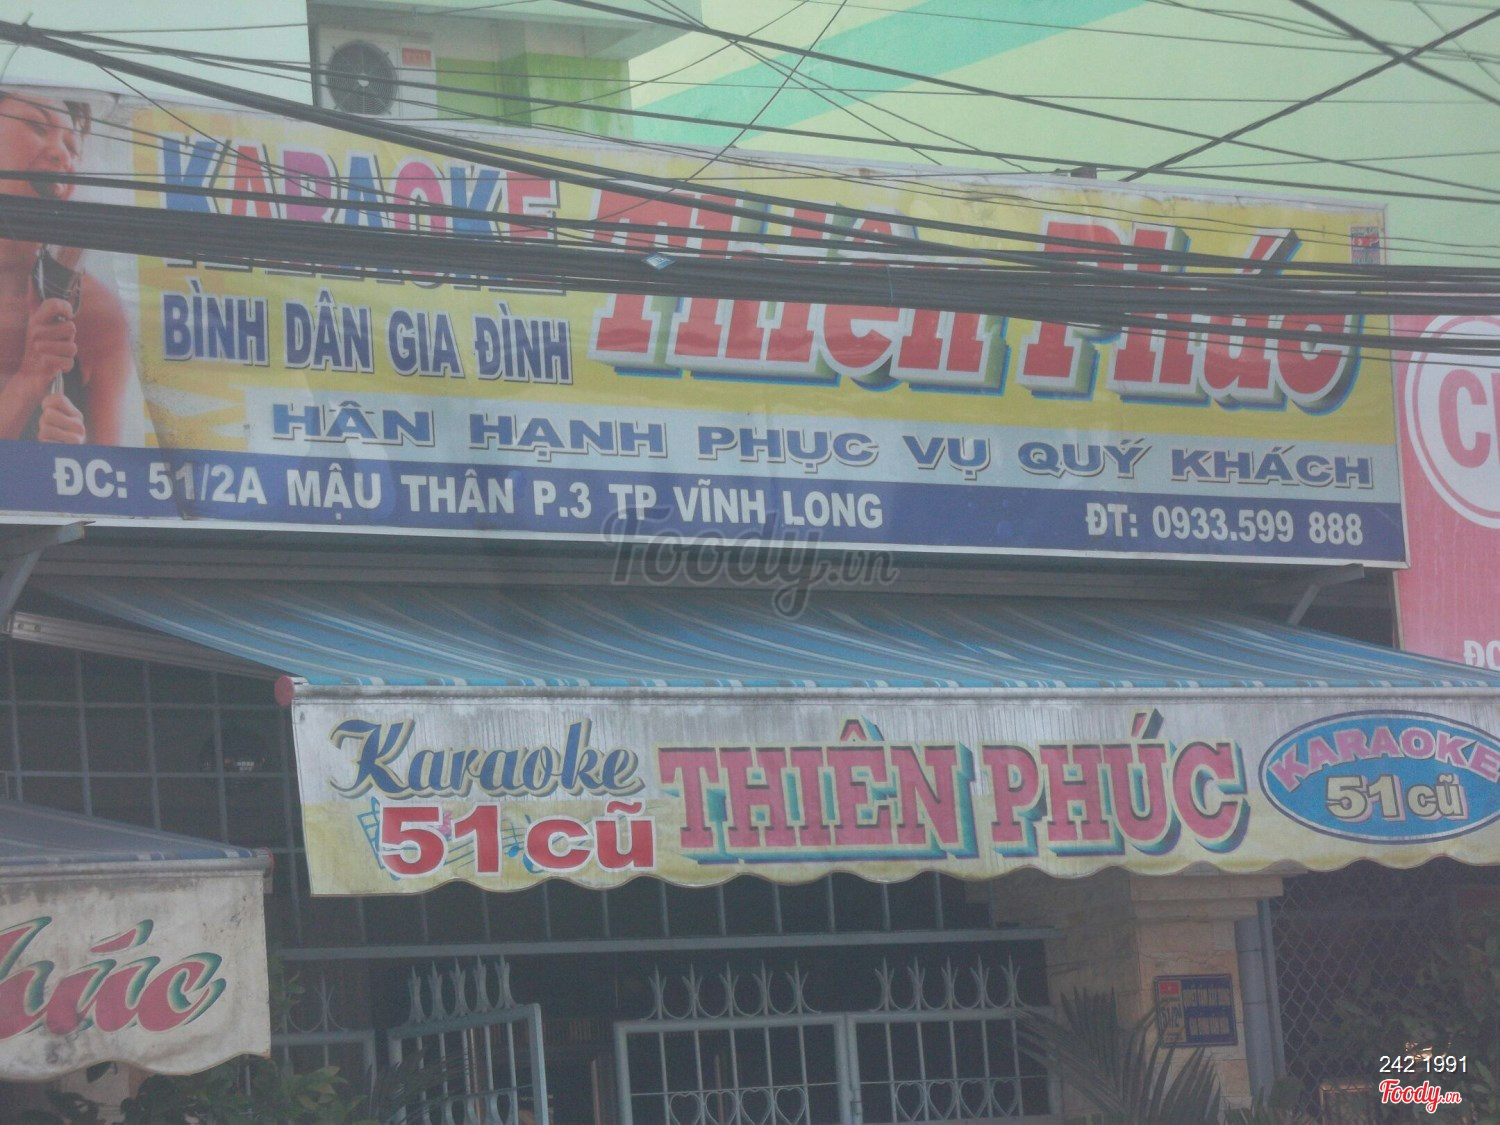 KARAOKE Thiên Phúc
BÌNH DÂN GIA ĐÌNH
HÂN HẠNH PHỤC VỤ QUÝ KHÁCH
ĐC: 51/2A MẬU THÂN P.3 TP VĨNH LONG
ĐT: 0933.599 888
Foody.vn
ĐC
Karaoke
51 cũ
THIÊN PHÚC
KARAOKE
51 cũ
húc
242 1991
Foody.vn